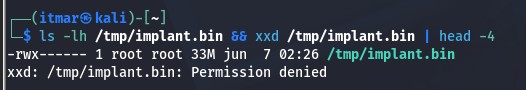 ┌──(itmar㉿kali)-[~]
└─$ ls -lh /tmp/implant.bin && xxd /tmp/implant.bin | head -4
-rwx------ 1 root root 33M jun  7 02:26 /tmp/implant.bin
xxd: /tmp/implant.bin: Permission denied